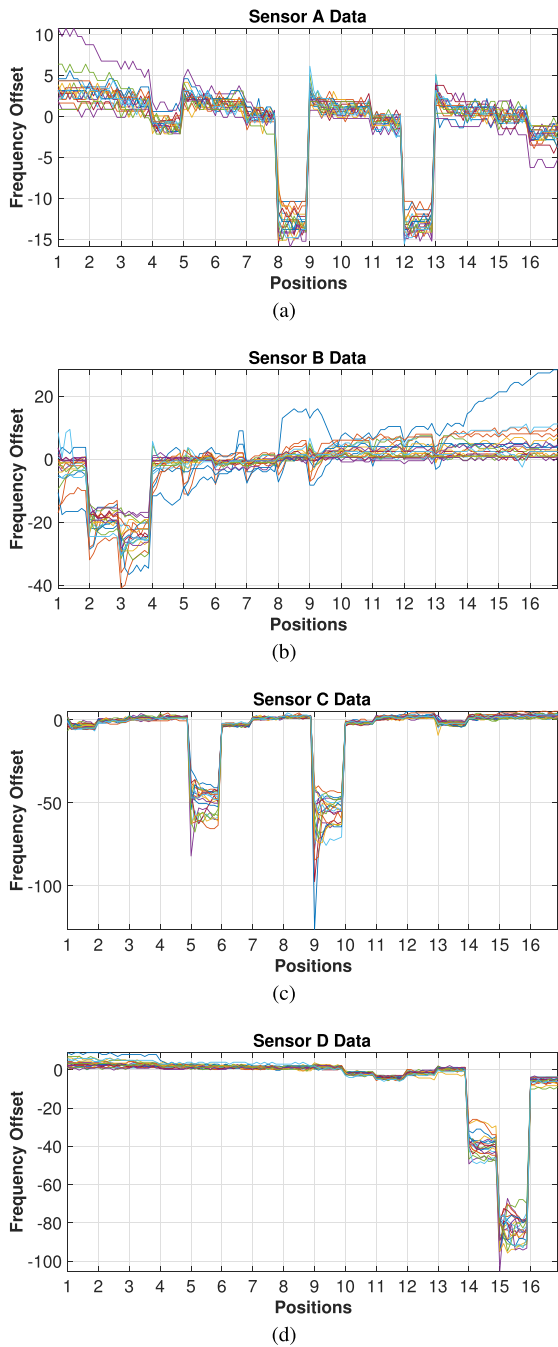 Sensor A Data
10
5
0
-5
-10
-15
Frequency Offset
1 2 3 4 5 6 7 8 9 10 11 12 13 14 15 16
Positions
(a)
Sensor B Data
20
0
-20
-40
Frequency Offset
1 2 3 4 5 6 7 8 9 10 11 12 13 14 15 16
Positions
(b)
Sensor C Data
0
-50
-100
Frequency Offset
1 2 3 4 5 6 7 8 9 10 11 12 13 14 15 16
Positions
(c)
Sensor D Data
0
-20
-40
-60
-80
-100
Frequency Offset
1 2 3 4 5 6 7 8 9 10 11 12 13 14 15 16
Positions
(d)